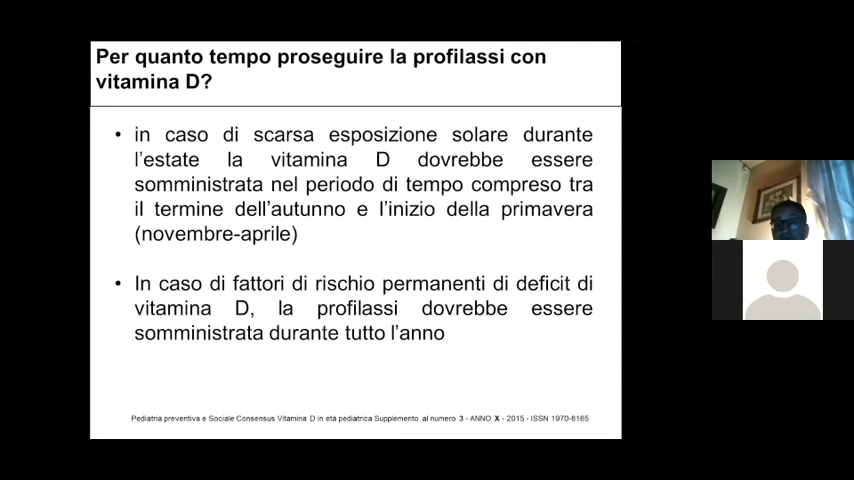 Per quanto tempo proseguire la profilassi con
vitamina D?
• in caso di scarsa esposizione solare durante
l'estate la vitamina D dovrebbe essere
somministrata nel periodo di tempo compreso tra
il termine dell'autunno e l'inizio della primavera
(novembre-aprile)
• In caso di fattori di rischio permanenti di deficit di
vitamina D, la profilassi dovrebbe essere
somministrata durante tutto l'anno
Pediatria preventiva e Sociale Consensus Vitamina D in età pediatrica Supplemento al numero 3 - ANNO X - 2015 - ISSN 1970-8165